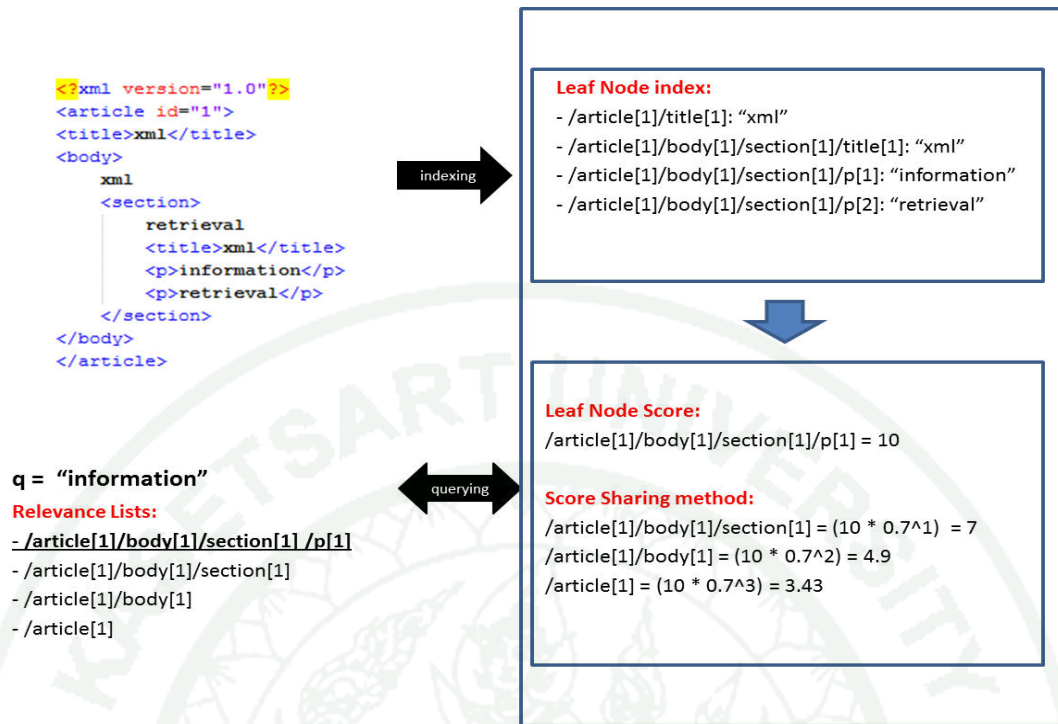 <?xml version="1.0"?>
<article id="1">
<title>xml</title>
<body>
xml
<section>
retrieval
<title>xml</title>
<p>information</p>
<p>retrieval</p>
</section>
</body>
</article>
indexing
Leaf Node index:
- /article[1]/title[1]: “xml”
- /article[1]/body[1]/section[1]/title[1]: “xml”
- /article[1]/body[1]/section[1]/p[1]: “information”
- /article[1]/body[1]/section[1]/p[2]: “retrieval”
q = “information”
Relevance Lists:
- /article[1]/body[1]/section[1] /p[1]
- /article[1]/body[1]/section[1]
- /article[1]/body[1]
- /article[1]
querying
Leaf Node Score:
/article[1]/body[1]/section[1]/p[1] = 10
Score Sharing method:
/article[1]/body[1]/section[1] = (10 * 0.7^1) = 7
/article[1]/body[1] = (10 * 0.7^2) = 4.9
/article[1] = (10 * 0.7^3) = 3.43
KASETSART UNIVERSITY